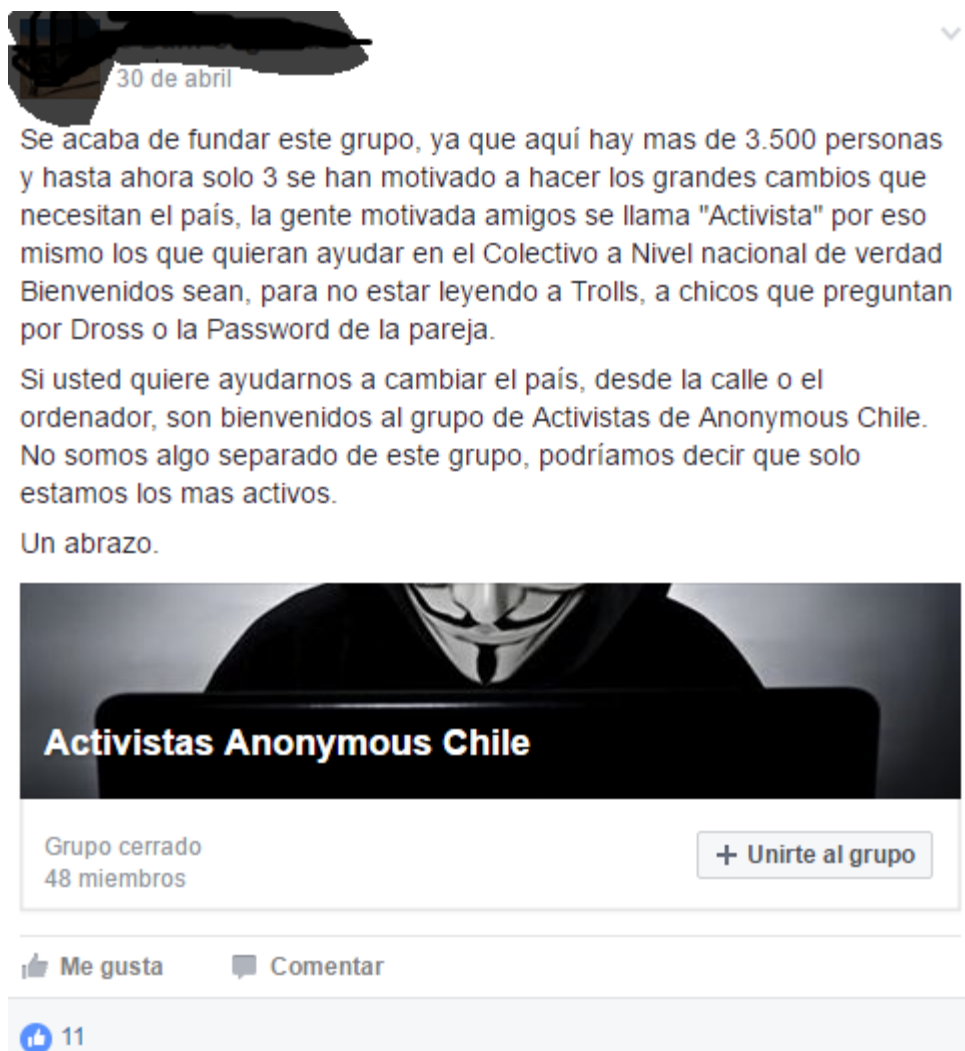 30 de abril
Se acaba de fundar este grupo, ya que aquí hay mas de 3.500 personas
y hasta ahora solo 3 se han motivado a hacer los grandes cambios que
necesitan el país, la gente motivada amigos se llama "Activista" por eso
mismo los que quieran ayudar en el Colectivo a Nivel nacional de verdad
Bienvenidos sean, para no estar leyendo a Trolls, a chicos que preguntan
por Dross o la Password de la pareja.
Si usted quiere ayudarnos a cambiar el país, desde la calle o el
ordenador, son bienvenidos al grupo de Activistas de Anonymous Chile.
No somos algo separado de este grupo, podríamos decir que solo
estamos los mas activos.
Un abrazo.
Activistas Anonymous Chile
Grupo cerrado
48 miembros
+ Unirte al grupo
Me gusta
Comentar
11